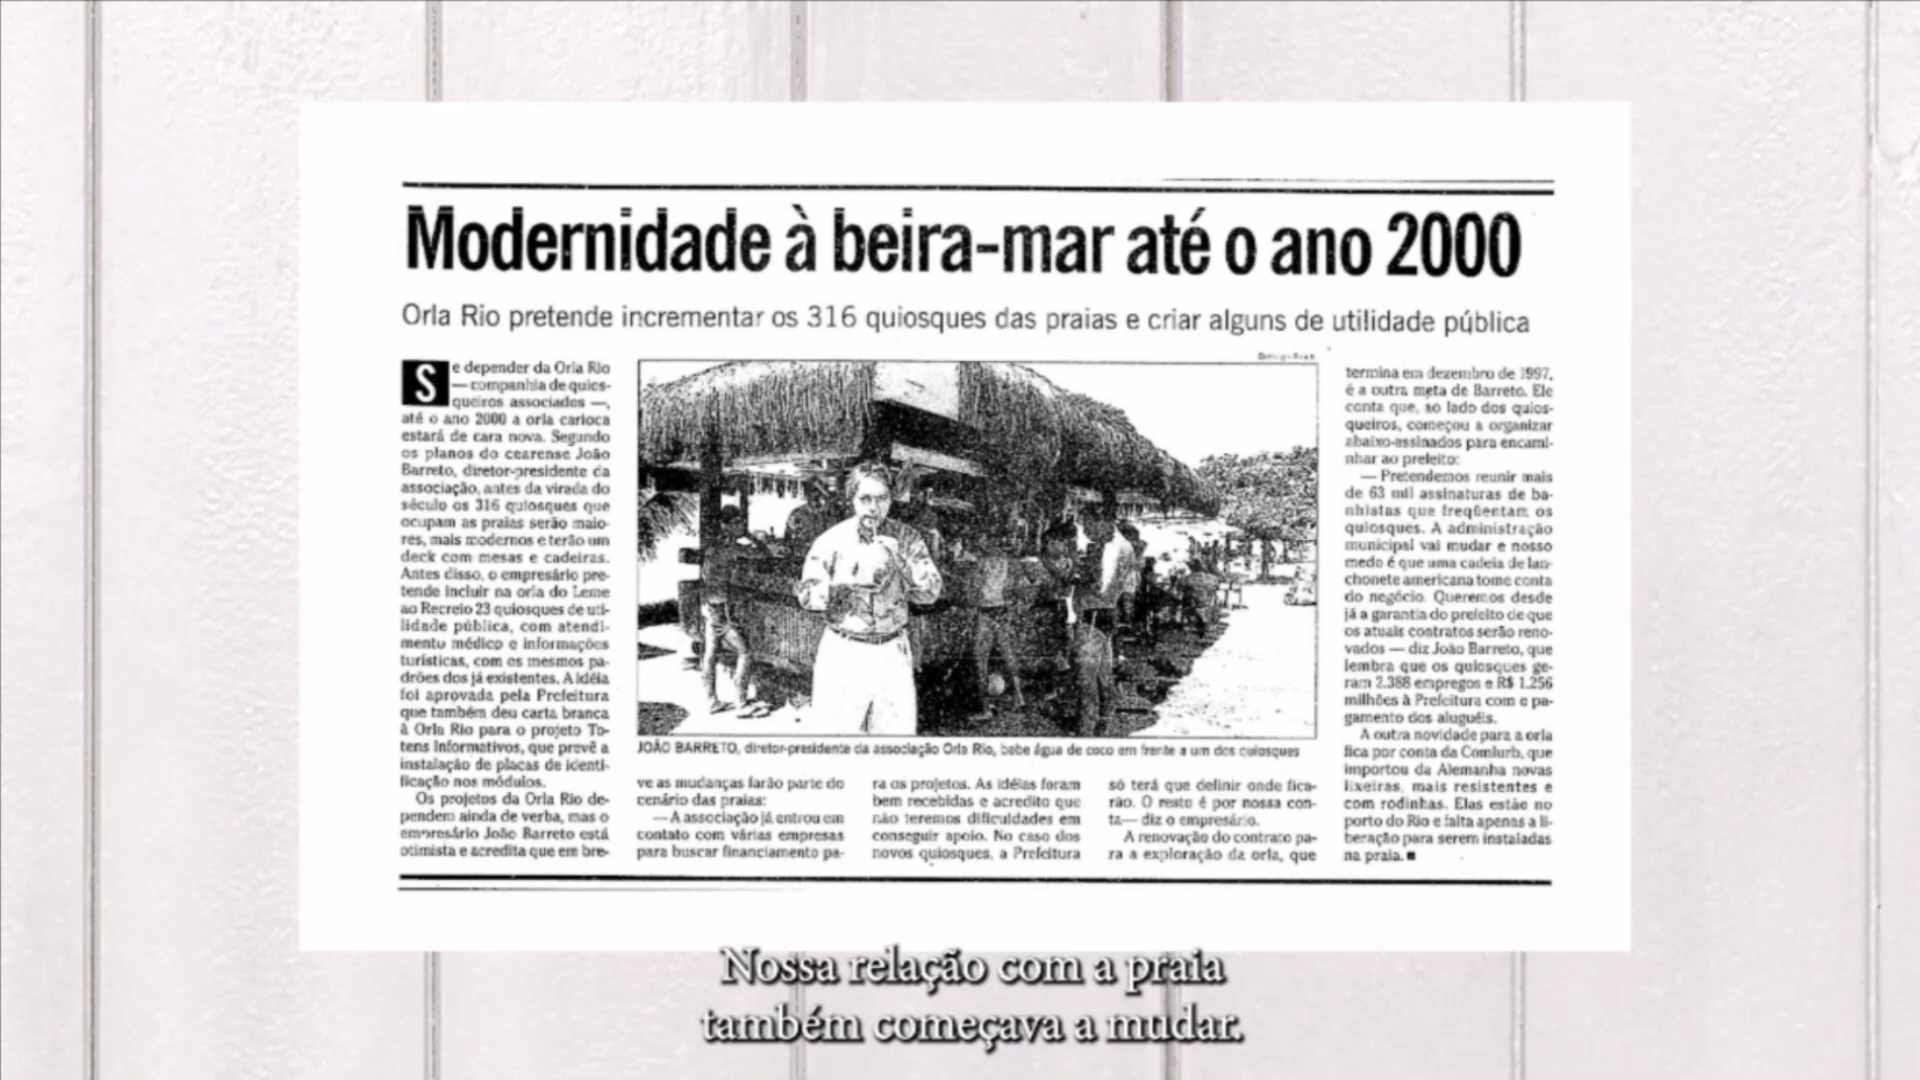 Modernidade à beira-mar até o ano 2000
Orla Rio pretende incrementar os 316 quiosques das praias e criar alguns de utilidade pública
Se depender da Orla Rio
— companhia de quios-
queiros associados —,
até o ano 2000 a orla carioca
estará de cara nova. Segundo
os planos do cearense João
Barreto, diretor-presidente da
associação, antes da virada do
século os 316 quiosques que
ocupam as praias serão maio-
res, mais modernos e terão um
deck com mesas e cadeiras.
Antes disso, o empresário pre-
tende incluir na orla do Leme
ao Recreio 23 quiosques de uti-
lidade pública, com atendi-
mento médico e informações
turísticas, com os mesmos pa-
drões dos já existentes. A idéia
foi aprovada pela Prefeitura
que também deu carta branca
à Orla Rio para o projeto To-
tens Informativos, que prevê a
instalação de placas de identi-
ficação nos módulos.
Os projetos da Orla Rio de-
pendem ainda de verba, mas o
empresário João Barreto está
otimista e acredita que em bre-
JOÃO BARRETO, diretor-presidente da associação Orla Rio, bebe água de coco em frente a um dos quiosques
ve as mudanças farão parte do
cenário das praias:
— A associação já entrou em
contato com várias empresas
para buscar financiamento pa-
ra os projetos. As idéias foram
bem recebidas e acredito que
não teremos dificuldades em
conseguir apoio. No caso dos
novos quiosques, a Prefeitura
só terá que definir onde fica-
rão. O resto é por nossa con-
ta — diz o empresário.
A renovação do contrato pa-
ra a exploração da orla, que
termina em dezembro de 1997,
é a outra meta de Barreto. Ele
conta que, ao lado dos quios-
queiros, começou a organizar
abaixo-assinados para encami-
nhar ao prefeito:
— Pretendemos reunir mais
de 63 mil assinaturas de ba-
nhistas que freqüentam os
quiosques. A administração
municipal vai mudar e nosso
medo é que uma cadeia de lan-
chonete americana tome conta
do negócio. Queremos desde
já a garantia do prefeito de que
os atuais contratos serão reno-
vados — diz João Barreto, que
lembra que os quiosques ge-
ram 2.388 empregos e R$ 1.256
milhões à Prefeitura com o pa-
gamento dos aluguéis.
A outra novidade para a orla
fica por conta da Comlurb, que
importou da Alemanha novas
lixeiras, mais resistentes e
com rodinhas. Elas estão no
porto do Rio e falta apenas a li-
beração para serem instaladas
na praia.
Nossa relação com a praia
também começava a mudar.